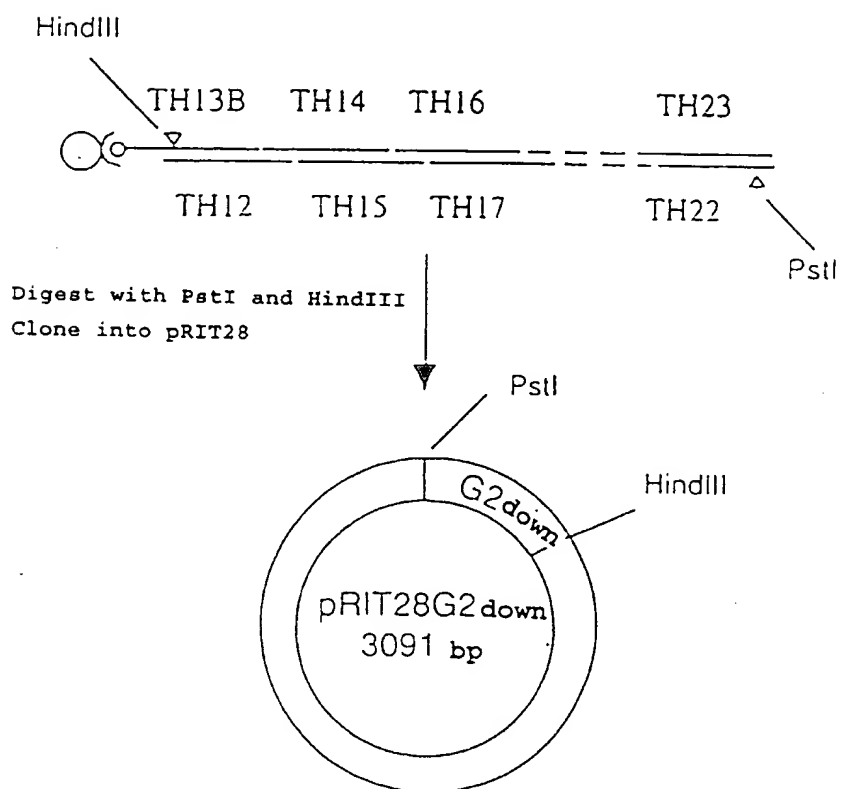 HindIII
TH13B TH14 TH16 TH23
TH12 TH15 TH17 TH22
PstI
Digest with PstI and HindIII
Clone into pRIT28
PstI
HindIII
G2down
pRIT28G2down
3091 bp